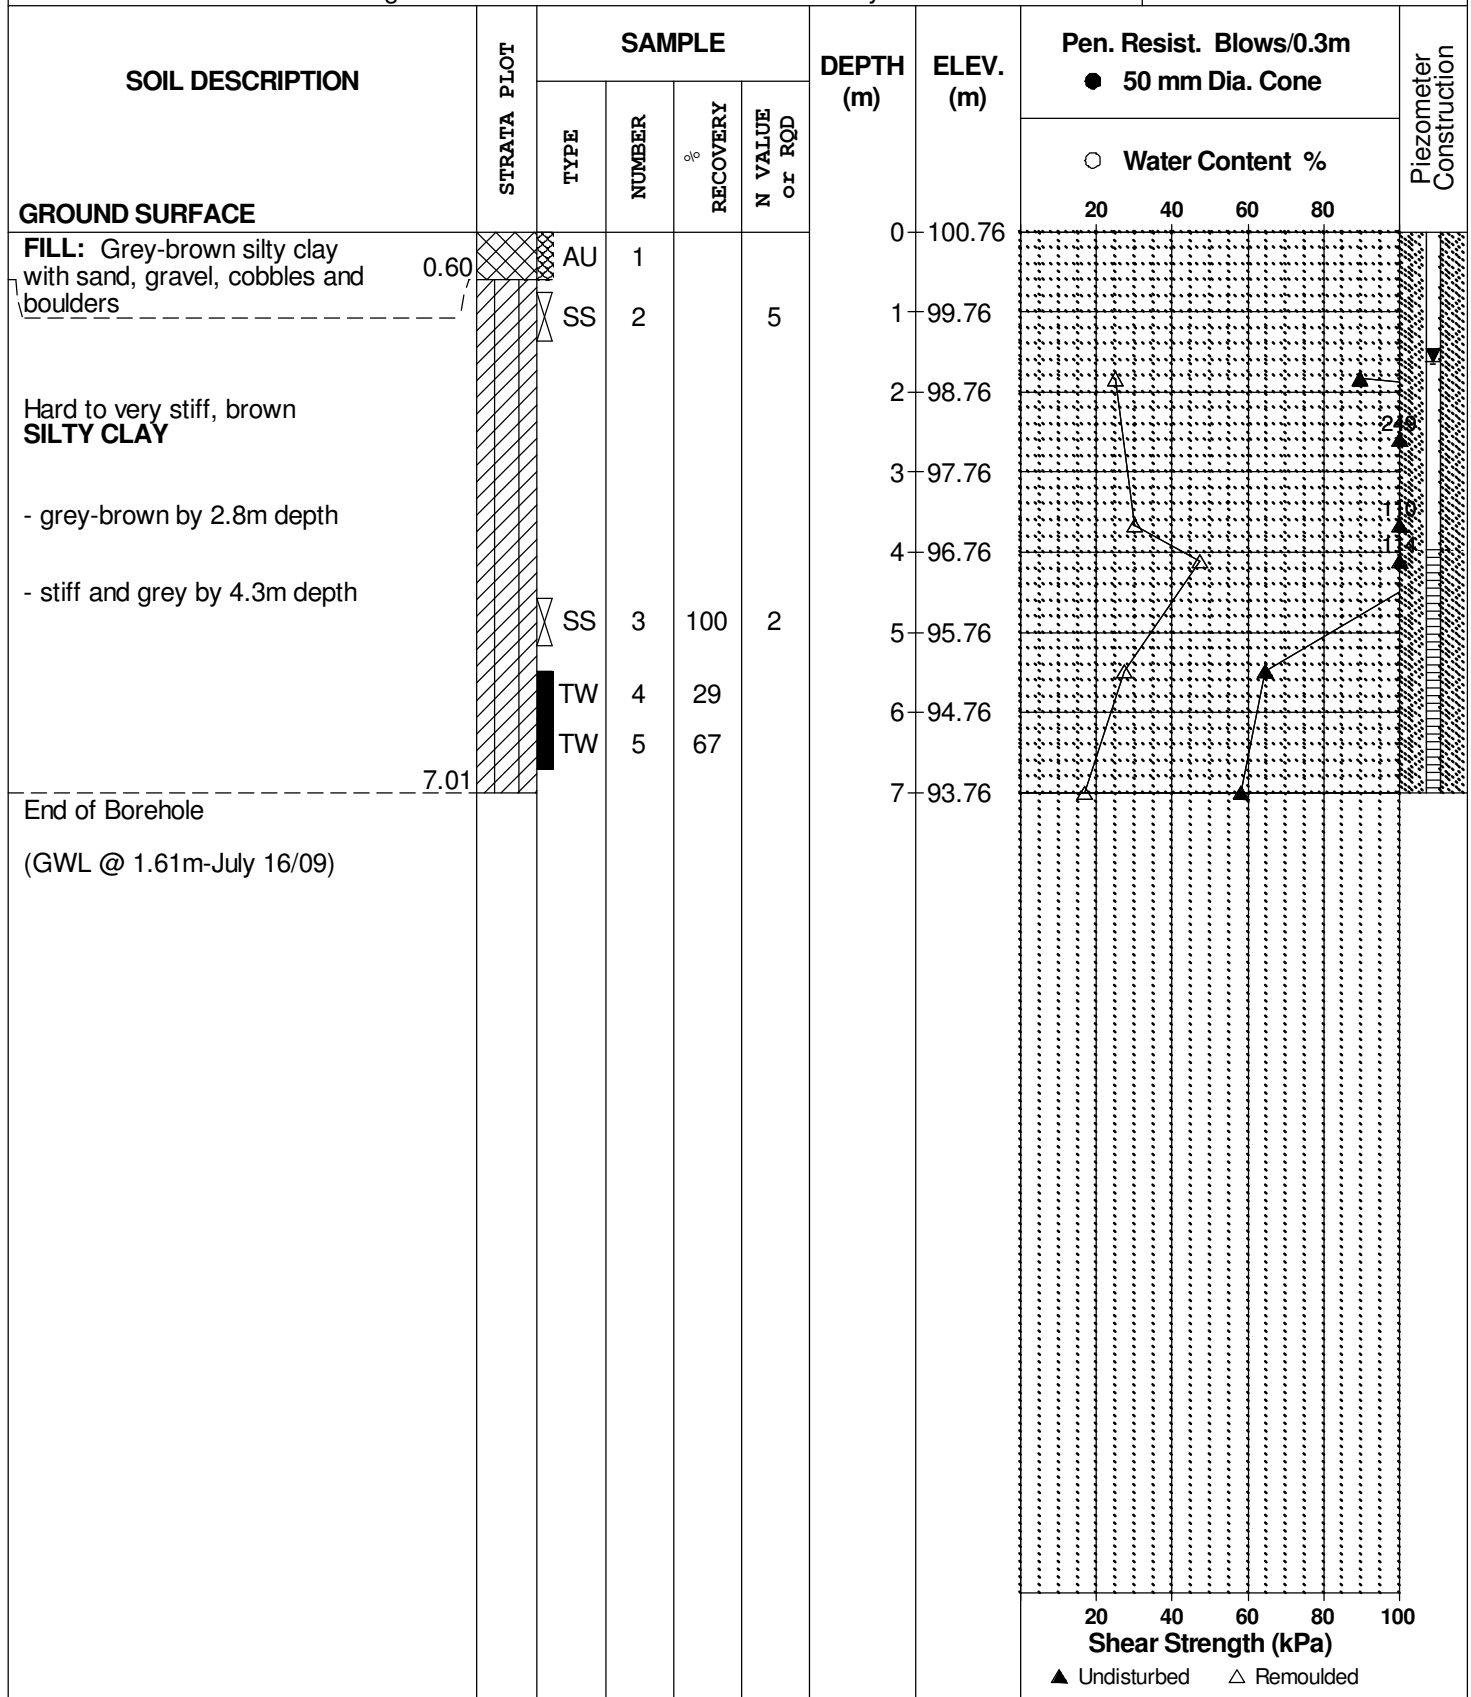 SOIL DESCRIPTION
GROUND SURFACE
STRATA PLOT
SAMPLE
TYPE
NUMBER
% RECOVERY
N VALUE or RQD
DEPTH (m)
ELEV. (m)
Pen. Resist. Blows/0.3m
● 50 mm Dia. Cone
○ Water Content %
20 40 60 80
Piezometer Construction
0 100.76
FILL: Grey-brown silty clay
with sand, gravel, cobbles and
boulders
0.60
AU 1
SS 2 5
1 99.76
2 98.76
Hard to very stiff, brown
SILTY CLAY
249
3 97.76
- grey-brown by 2.8m depth
110
114
4 96.76
- stiff and grey by 4.3m depth
SS 3 100 2
5 95.76
TW 4 29
6 94.76
TW 5 67
7.01
7 93.76
End of Borehole
(GWL @ 1.61m-July 16/09)
20 40 60 80 100
Shear Strength (kPa)
▲ Undisturbed △ Remoulded